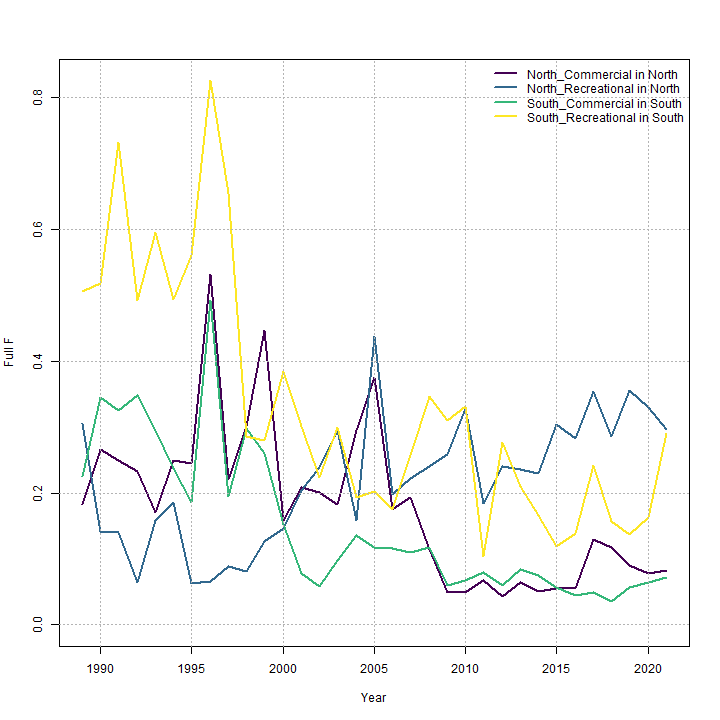 North_Commercial in North
North_Recreational in North
South_Commercial in South
South_Recreational in South
Full F
0.8
0.6
0.4
0.2
0.0
1990 1995 2000 2005 2010 2015 2020
Year